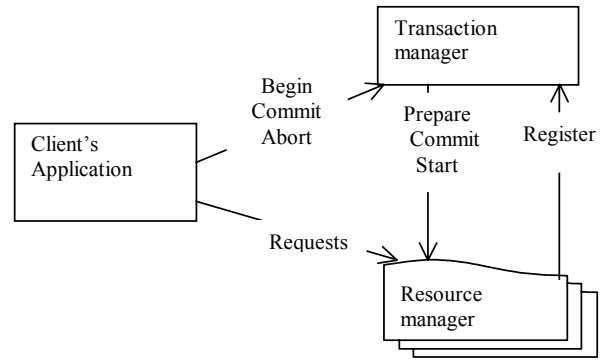 Transaction
manager
Begin
Commit
Abort
Prepare
Commit
Start
Register
Client's
Application
Requests
Resource
manager